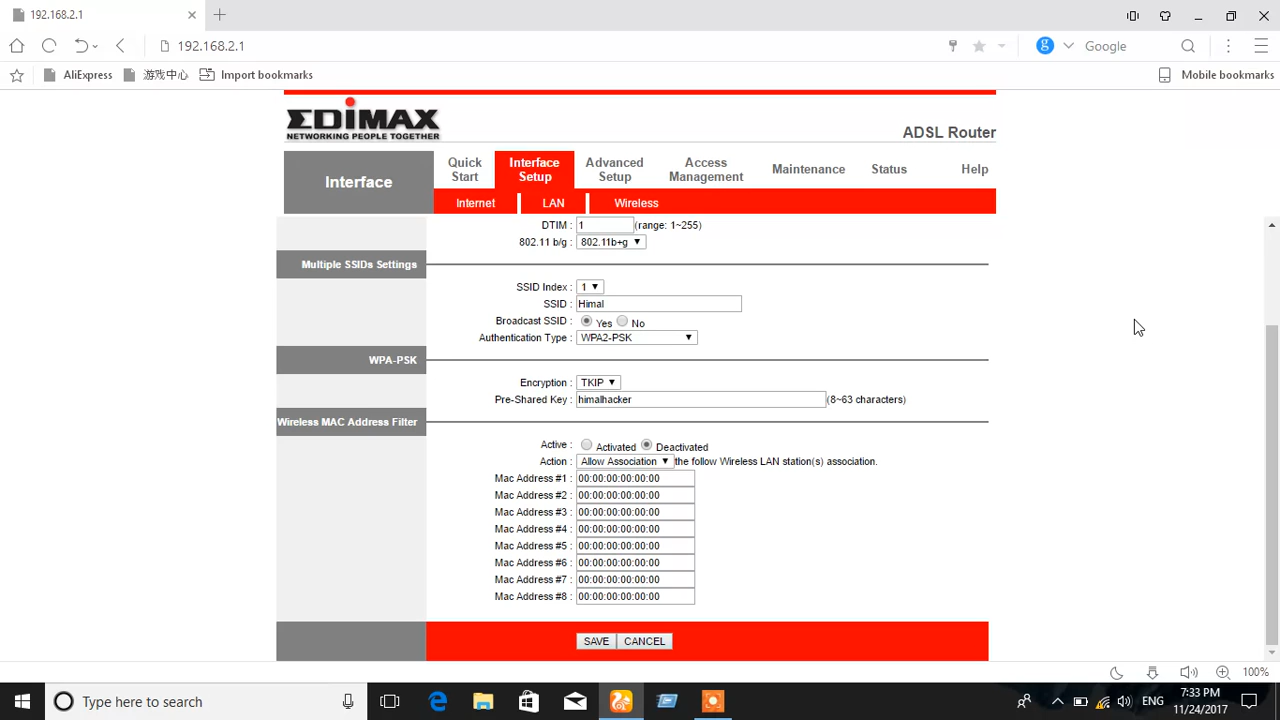 192.168.2.1
192.168.2.1
Google
AliExpress
游戏中心
Import bookmarks
Mobile bookmarks
EDIMAX
NETWORKING PEOPLE TOGETHER
ADSL Router
Interface
Quick Start
Interface Setup
Advanced Setup
Access Management
Maintenance
Status
Help
Internet
LAN
Wireless
DTIM : 1 (range: 1~255)
802.11 b/g : 802.11b+g
Multiple SSIDs Settings
SSID Index : 1
SSID : Himal
Broadcast SSID : Yes No
Authentication Type : WPA2-PSK
WPA-PSK
Encryption : TKIP
Pre-Shared Key : himalhacker (8~63 characters)
Wireless MAC Address Filter
Active : Activated Deactivated
Action : Allow Association the follow Wireless LAN station(s) association.
Mac Address #1 : 00:00:00:00:00:00
Mac Address #2 : 00:00:00:00:00:00
Mac Address #3 : 00:00:00:00:00:00
Mac Address #4 : 00:00:00:00:00:00
Mac Address #5 : 00:00:00:00:00:00
Mac Address #6 : 00:00:00:00:00:00
Mac Address #7 : 00:00:00:00:00:00
Mac Address #8 : 00:00:00:00:00:00
SAVE CANCEL
100%
Type here to search
ENG
7:33 PM
11/24/2017